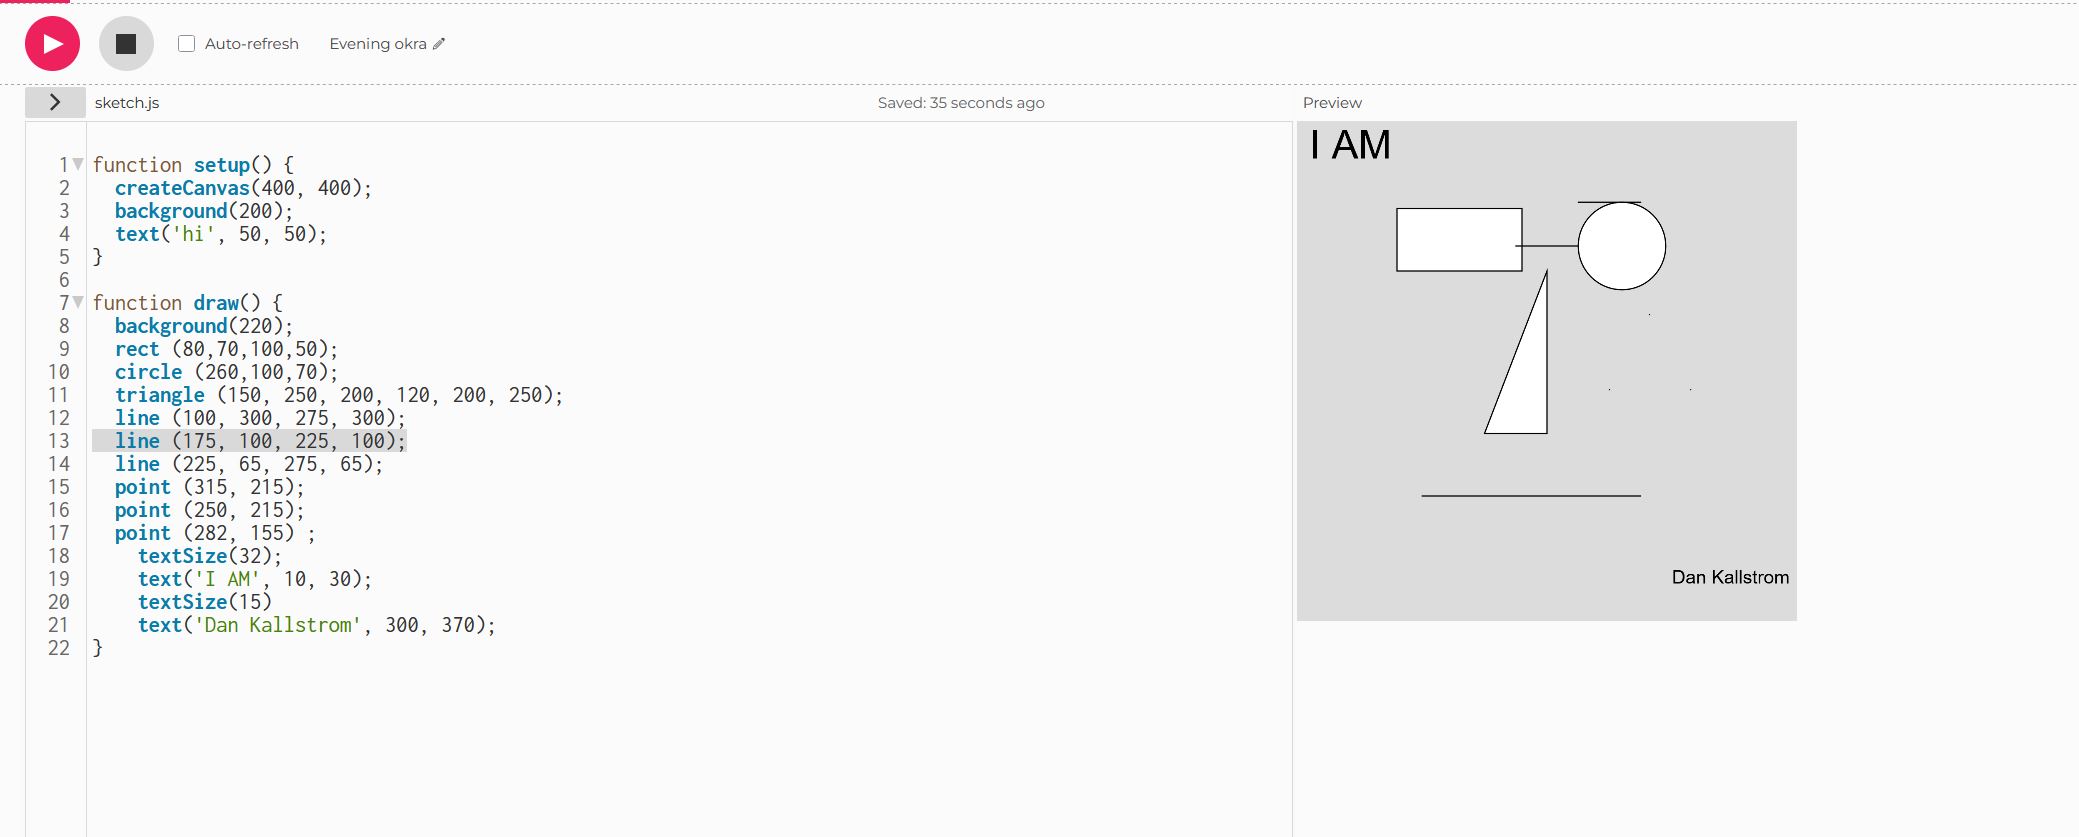 Auto-refresh Evening okra
sketch.js Saved: 35 seconds ago Preview
1 function setup() {
2 createCanvas(400, 400);
3 background(200);
4 text('hi', 50, 50);
5 }
6
7 function draw() {
8 background(220);
9 rect (80,70,100,50);
10 circle (260,100,70);
11 triangle (150, 250, 200, 120, 200, 250);
12 line (100, 300, 275, 300);
13 line (175, 100, 225, 100);
14 line (225, 65, 275, 65);
15 point (315, 215);
16 point (250, 215);
17 point (282, 155) ;
18 textSize(32);
19 text('I AM', 10, 30);
20 textSize(15)
21 text('Dan Kallstrom', 300, 370);
22 }
I AM
Dan Kallstrom